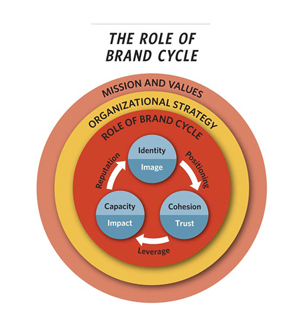 THE ROLE OF
BRAND CYCLE
MISSION AND VALUES
ORGANIZATIONAL STRATEGY
ROLE OF BRAND CYCLE
Identity
Image
Reputation
Positioning
Capacity
Impact
Cohesion
Trust
Leverage